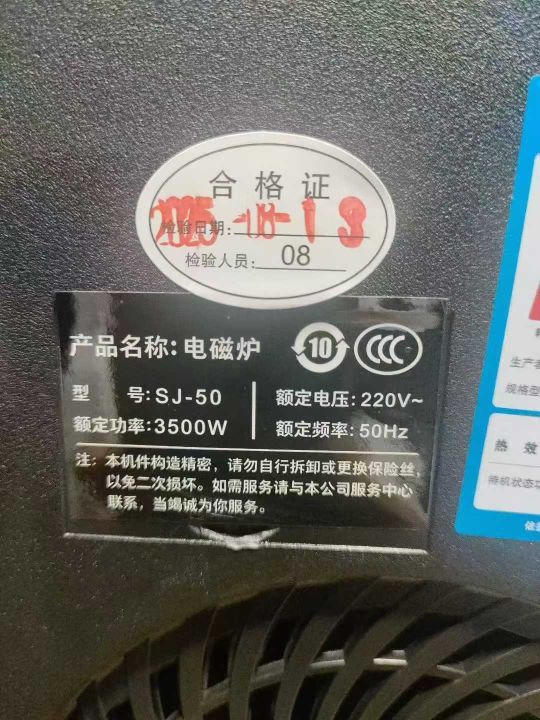 合格证
检验日期：2025-08-13
检验人员：08
产品名称：电磁炉
10
CCC
型 号：SJ-50
额定电压：220V~
额定功率：3500W
额定频率：50Hz
注：本机件构造精密，请勿自行拆卸或更换保险丝，
以免二次损坏。如需服务请与本公司服务中心
联系，当竭诚为你服务。
生产者
规格型
热 效
待机状态功